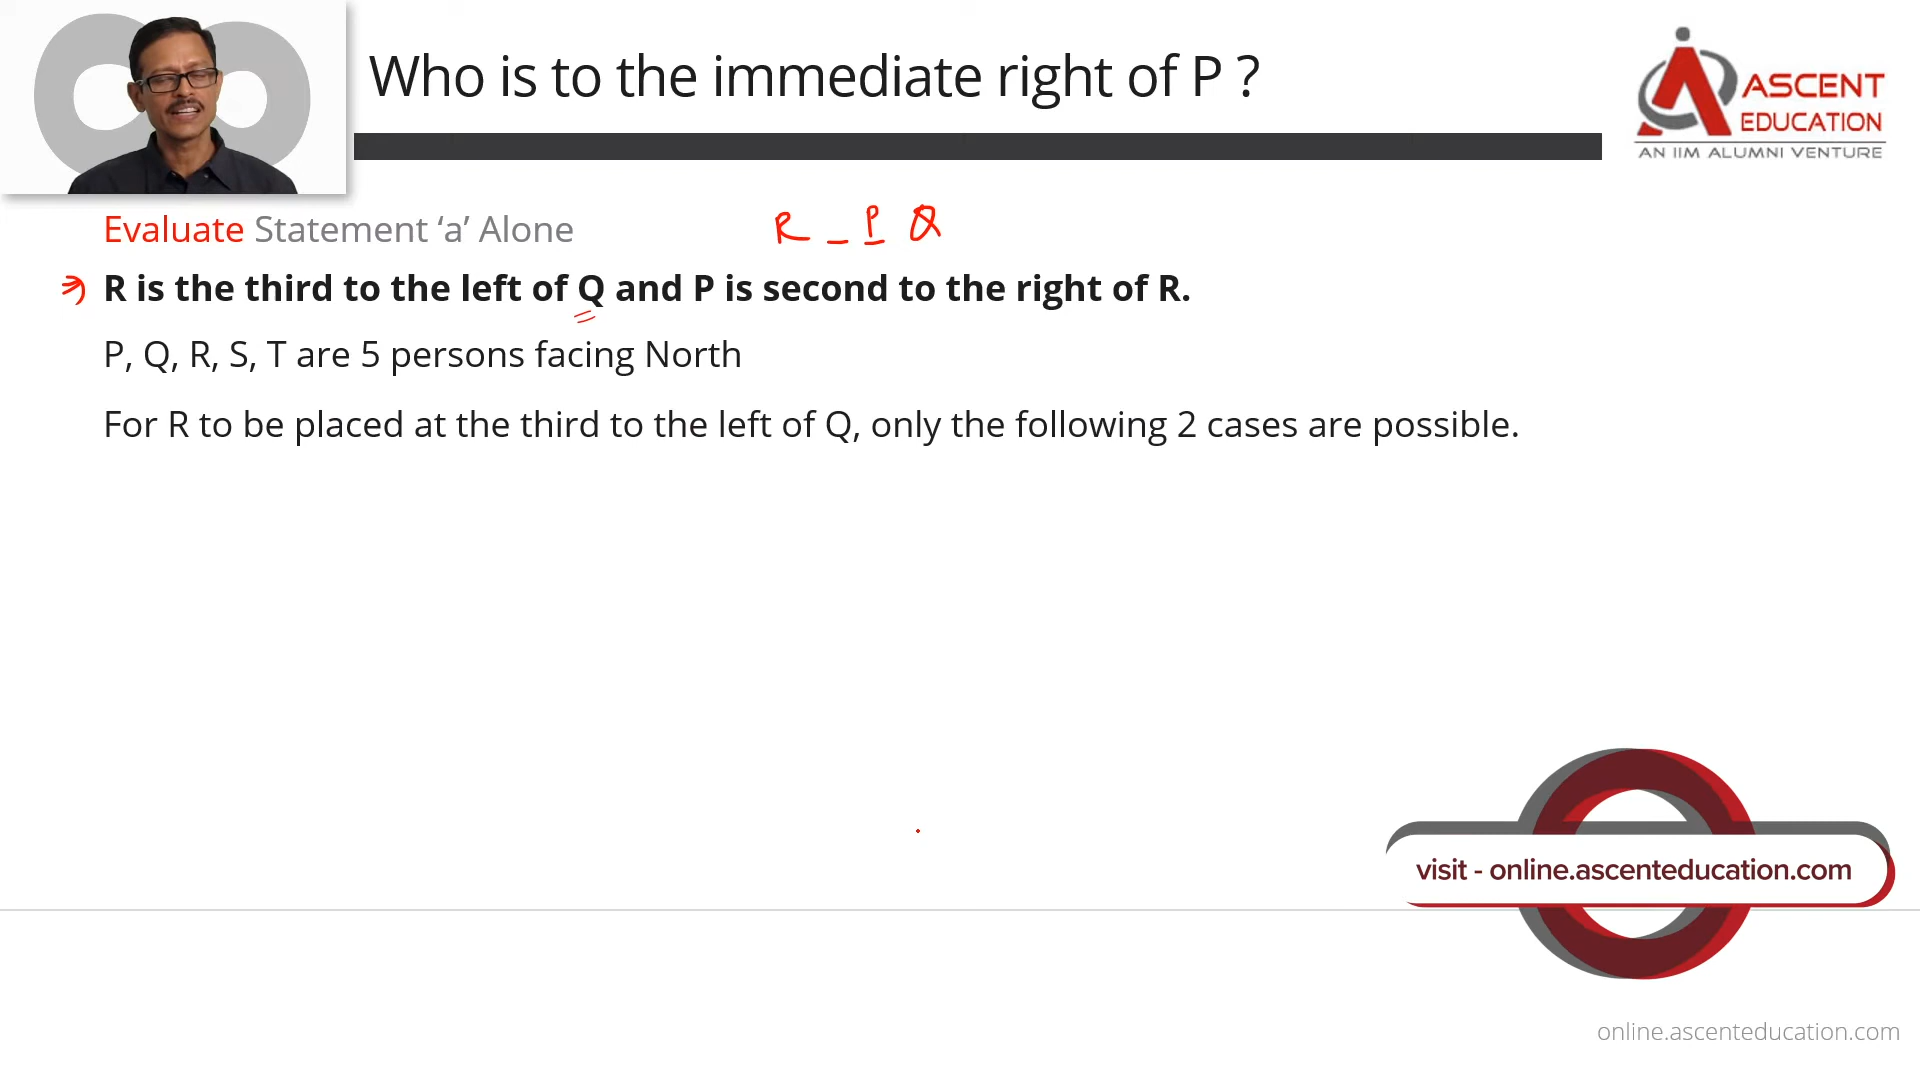 Who is to the immediate right of P ?
ASCENT
EDUCATION
AN IIM ALUMNI VENTURE
Evaluate Statement ‘a’ Alone
R _ P Q
R is the third to the left of Q and P is second to the right of R.
P, Q, R, S, T are 5 persons facing North
For R to be placed at the third to the left of Q, only the following 2 cases are possible.
visit - online.ascenteducation.com
online.ascenteducation.com